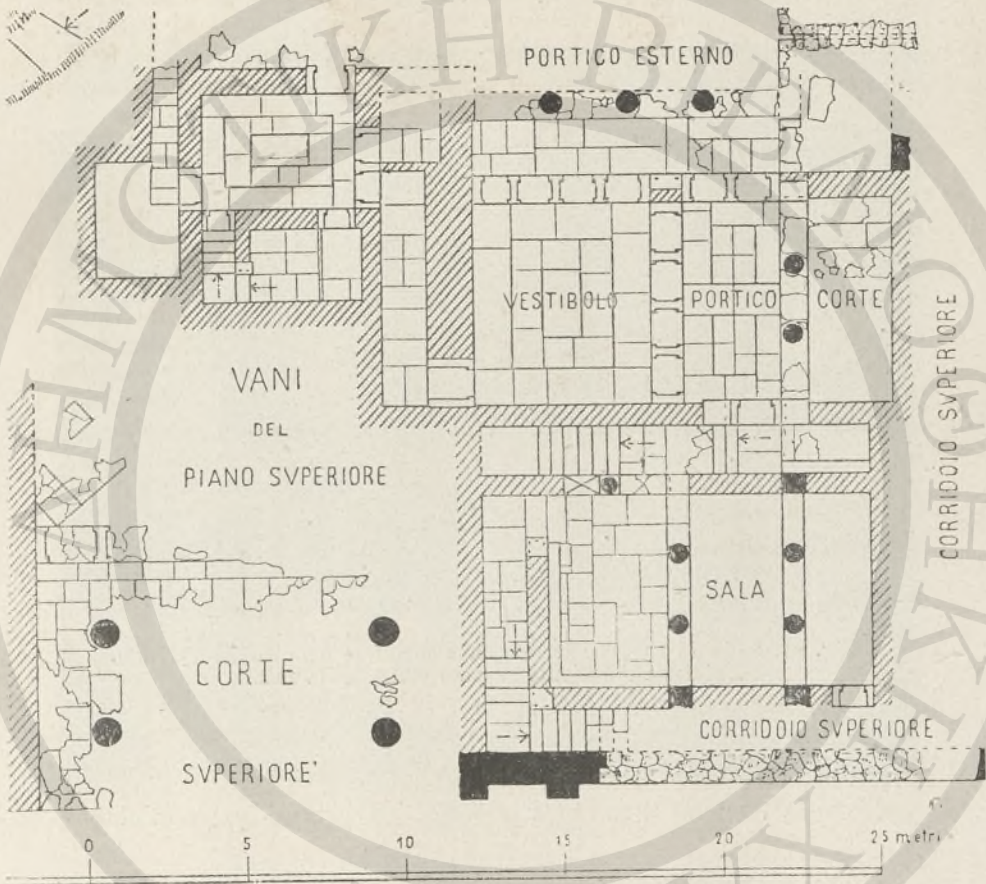 PORTICO ESTERNO
VESTIBOLO
PORTICO
CORTE
CORRIDOIO SVPERIORE
VANI
DEL
PIANO SVPERIORE
SALA
CORTE
SVPERIORE'
CORRIDOIO SVPERIORE
0 5 10 15 20 25 metri